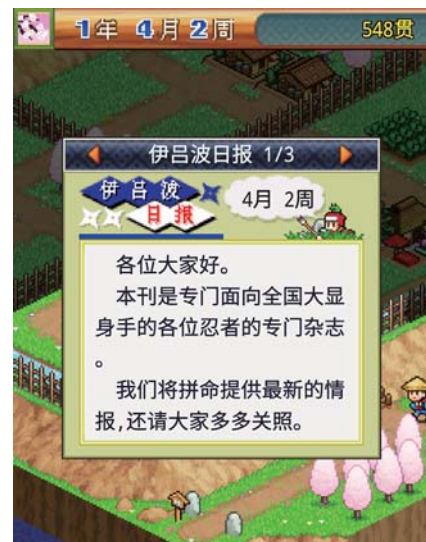 1年 4月 2周
548贯
伊吕波日报 1/3
伊吕波
日报
4月 2周
各位大家好。
本刊是专门面向全国大显
身手的各位忍者的专门杂志
。
我们将拼命提供最新的情
报,还请大家多多关照。